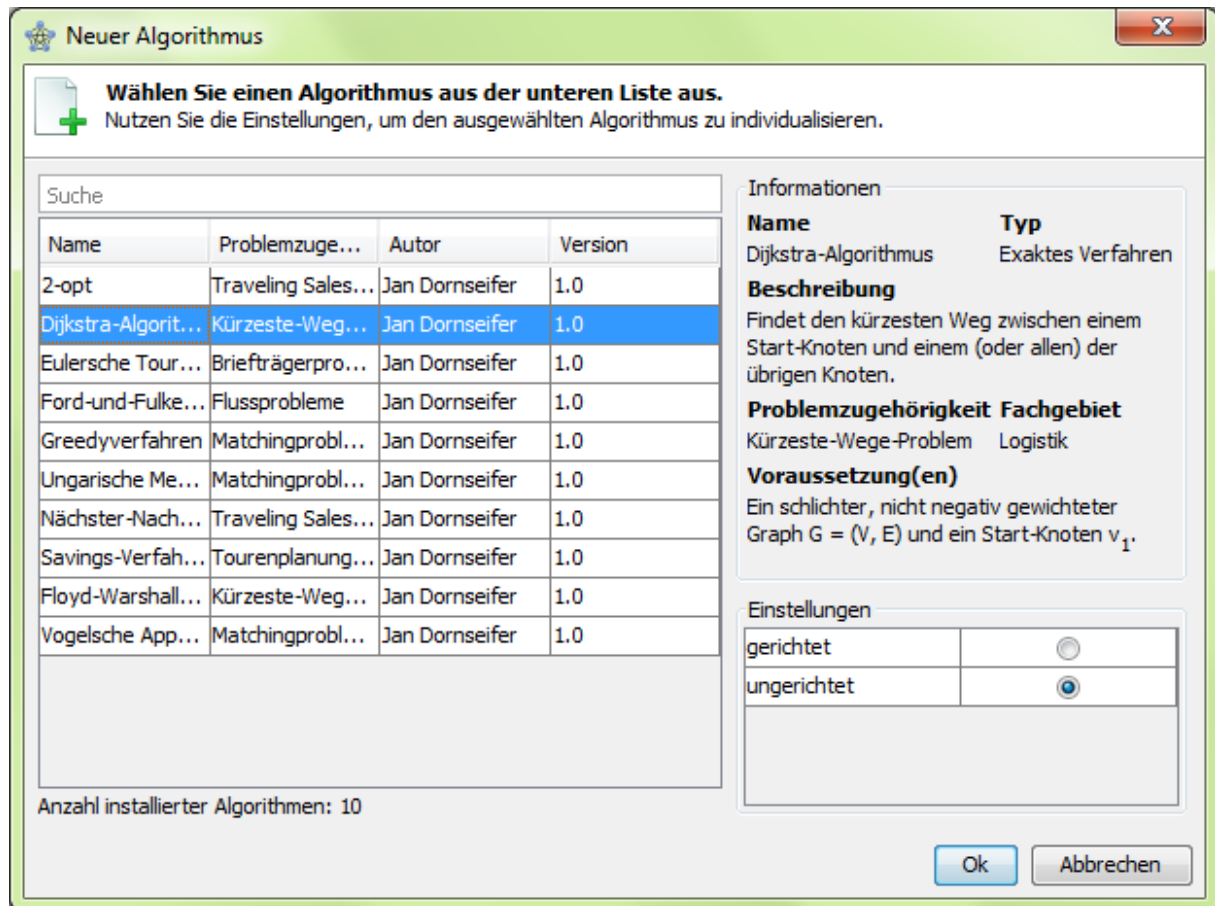 Neuer Algorithmus
Wählen Sie einen Algorithmus aus der unteren Liste aus.
Nutzen Sie die Einstellungen, um den ausgewählten Algorithmus zu individualisieren.
Suche
Name Problemzuge... Autor Version
2-opt Traveling Sales... Jan Dornseifer 1.0
Dijkstra-Algorit... Kürzeste-Weg... Jan Dornseifer 1.0
Eulersche Tour... Briefträgerpro... Jan Dornseifer 1.0
Ford-und-Fulke... Flussprobleme Jan Dornseifer 1.0
Greedyverfahren Matchingprobl... Jan Dornseifer 1.0
Ungarische Me... Matchingprobl... Jan Dornseifer 1.0
Nächster-Nach... Traveling Sales... Jan Dornseifer 1.0
Savings-Verfah... Tourenplanung... Jan Dornseifer 1.0
Floyd-Warshall... Kürzeste-Weg... Jan Dornseifer 1.0
Vogelsche App... Matchingprobl... Jan Dornseifer 1.0
Anzahl installierter Algorithmen: 10
Informationen
Name Typ
Dijkstra-Algorithmus Exaktes Verfahren
Beschreibung
Findet den kürzesten Weg zwischen einem
Start-Knoten und einem (oder allen) der
übrigen Knoten.
Problemzugehörigkeit Fachgebiet
Kürzeste-Wege-Problem Logistik
Voraussetzung(en)
Ein schlichter, nicht negativ gewichteter
Graph G = (V, E) und ein Start-Knoten v₁.
Einstellungen
gerichtet
ungerichtet
Ok Abbrechen